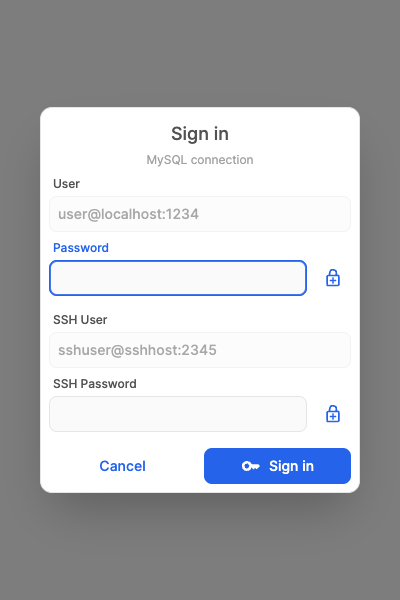 Sign in
MySQL connection
User
user@localhost:1234
Password
SSH User
sshuser@sshhost:2345
SSH Password
Cancel
Sign in